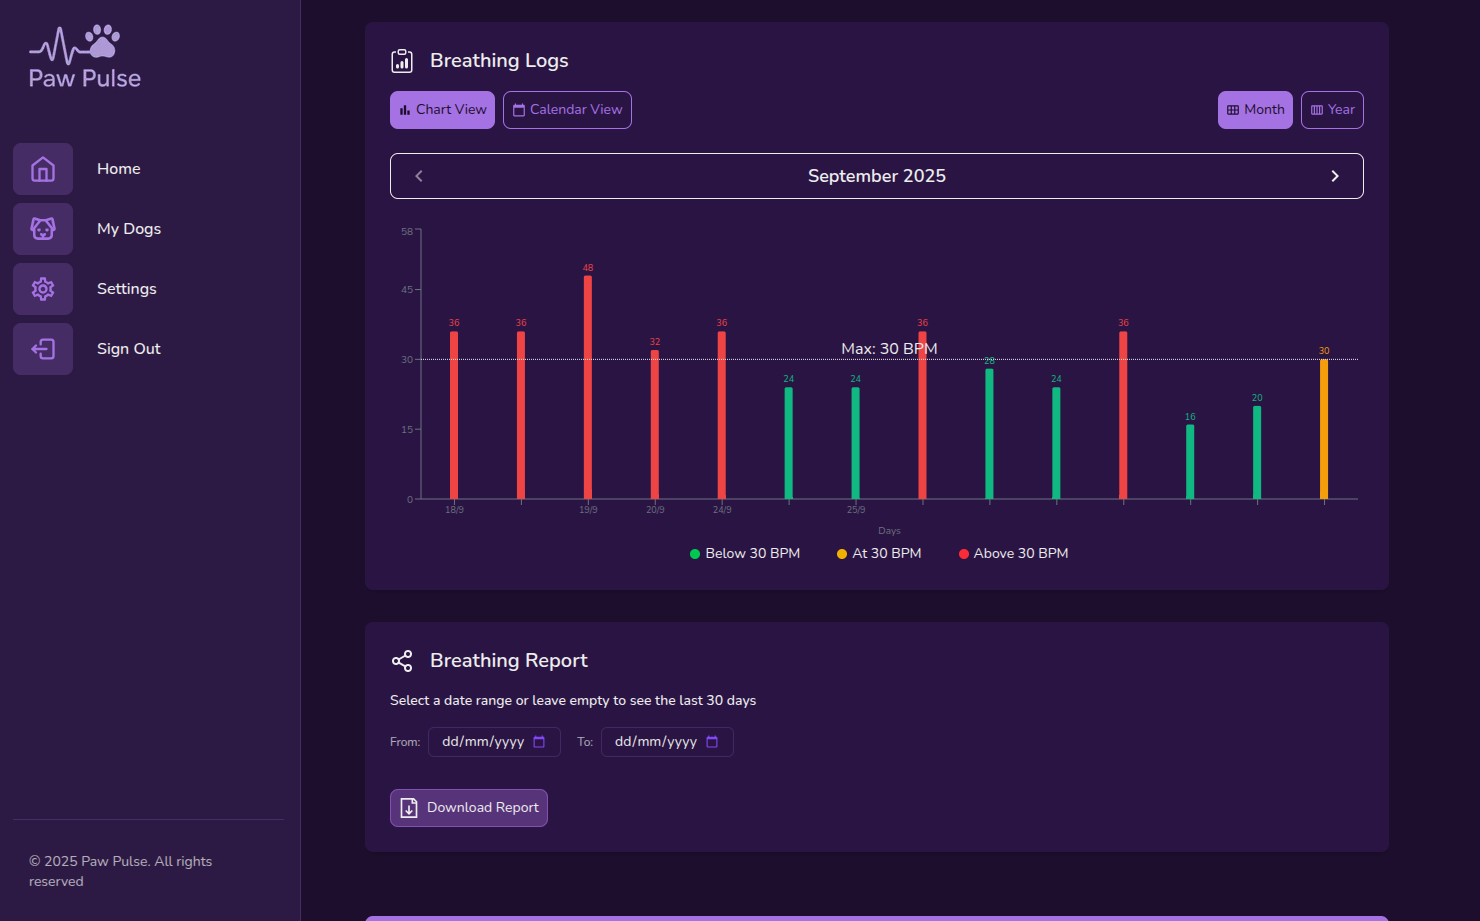 Paw Pulse
Home
My Dogs
Settings
Sign Out
© 2025 Paw Pulse. All rights
reserved
Breathing Logs
Chart View
Calendar View
Month
Year
September 2025
58
45
30
15
0
36
36
48
32
36
24
24
36
28
24
36
16
20
30
Max: 30 BPM
18/9
19/9
20/9
24/9
25/9
Days
Below 30 BPM
At 30 BPM
Above 30 BPM
Breathing Report
Select a date range or leave empty to see the last 30 days
From: dd/mm/yyyy To: dd/mm/yyyy
Download Report